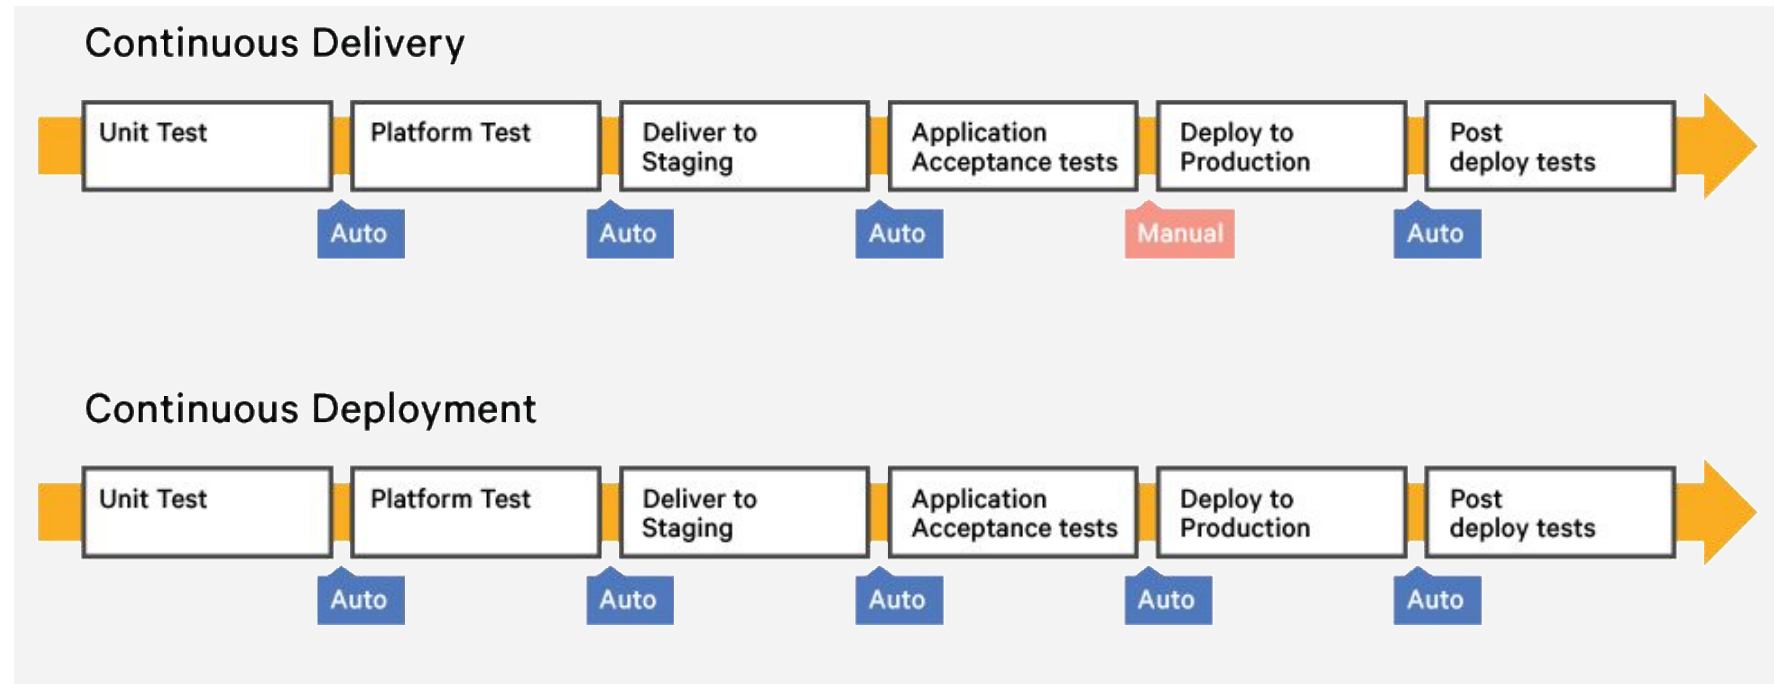 Continuous Delivery
Unit Test
Platform Test
Deliver to
Staging
Application
Acceptance tests
Deploy to
Production
Post
deploy tests
Auto
Auto
Auto
Manual
Auto
Continuous Deployment
Unit Test
Platform Test
Deliver to
Staging
Application
Acceptance tests
Deploy to
Production
Post
deploy tests
Auto
Auto
Auto
Auto
Auto